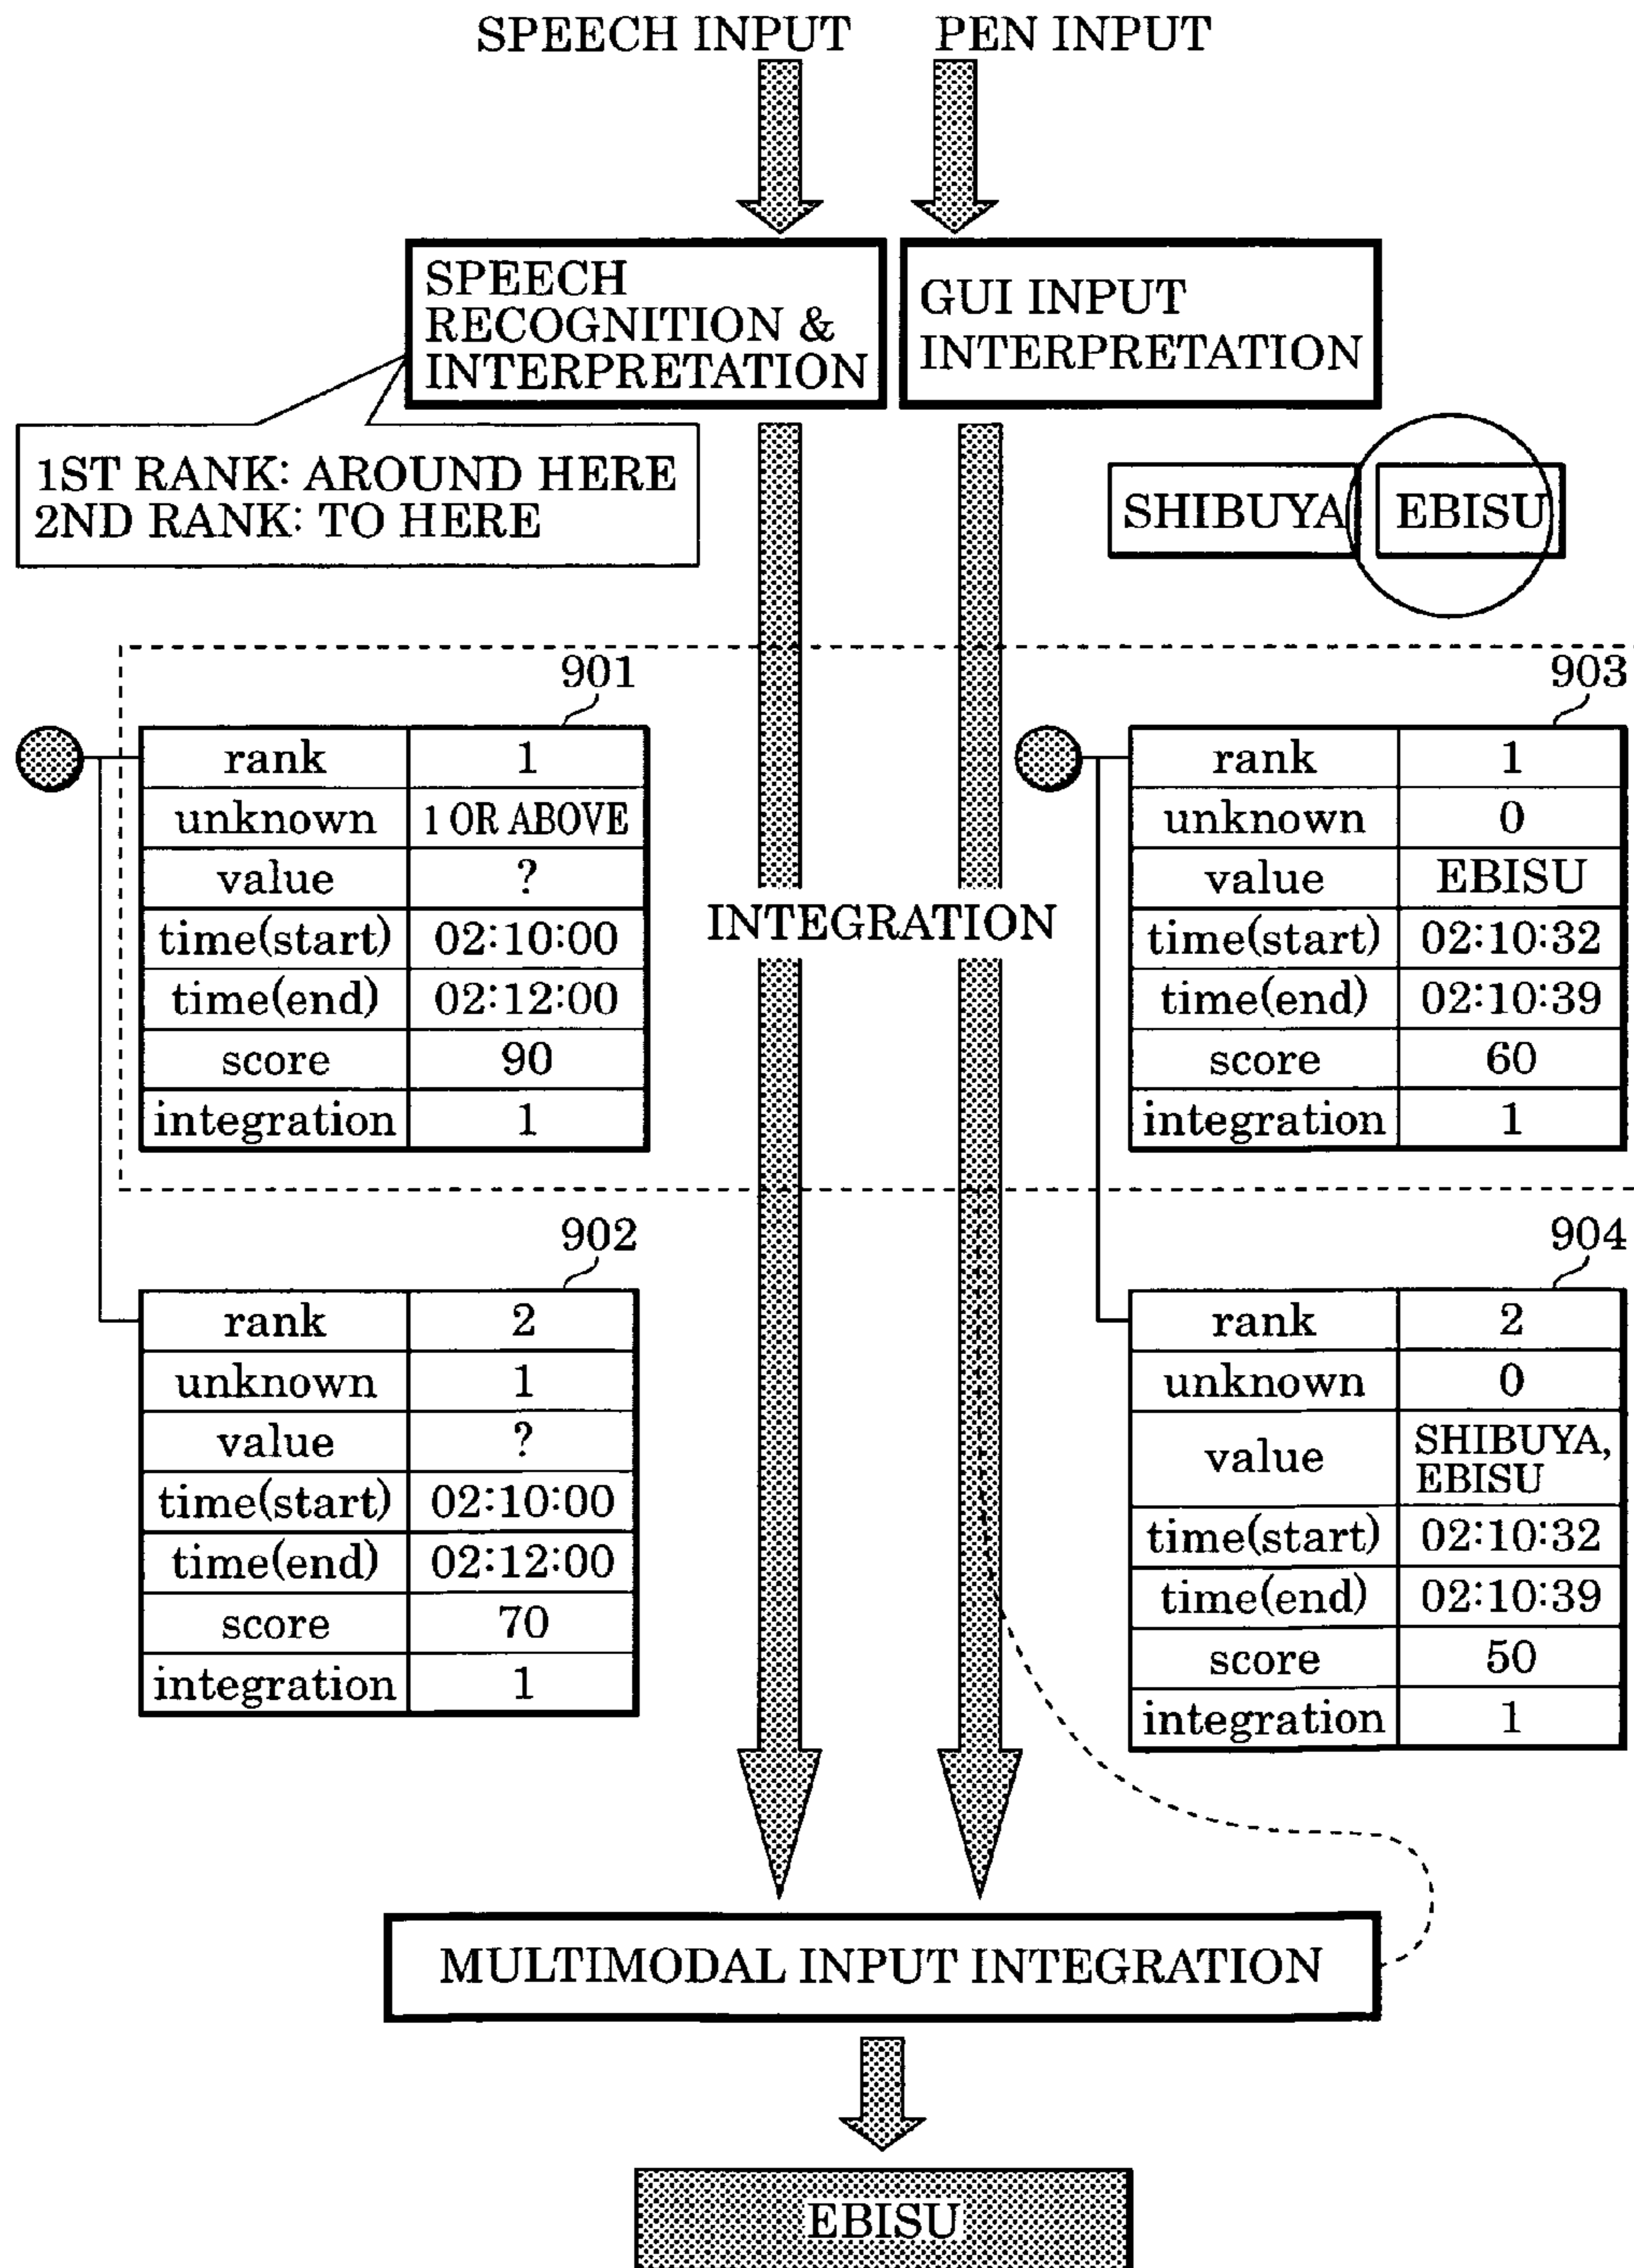 SPEECH INPUT
PEN INPUT
SPEECH
RECOGNITION &
INTERPRETATION
GUI INPUT
INTERPRETATION
1ST RANK: AROUND HERE
2ND RANK: TO HERE
SHIBUYA
EBISU
901
rank 1
unknown 1 OR ABOVE
value ?
time(start) 02:10:00
time(end) 02:12:00
score 90
integration 1
INTEGRATION
903
rank 1
unknown 0
value EBISU
time(start) 02:10:32
time(end) 02:10:39
score 60
integration 1
902
rank 2
unknown 1
value ?
time(start) 02:10:00
time(end) 02:12:00
score 70
integration 1
904
rank 2
unknown 0
value SHIBUYA,
EBISU
time(start) 02:10:32
time(end) 02:10:39
score 50
integration 1
MULTIMODAL INPUT INTEGRATION
EBISU